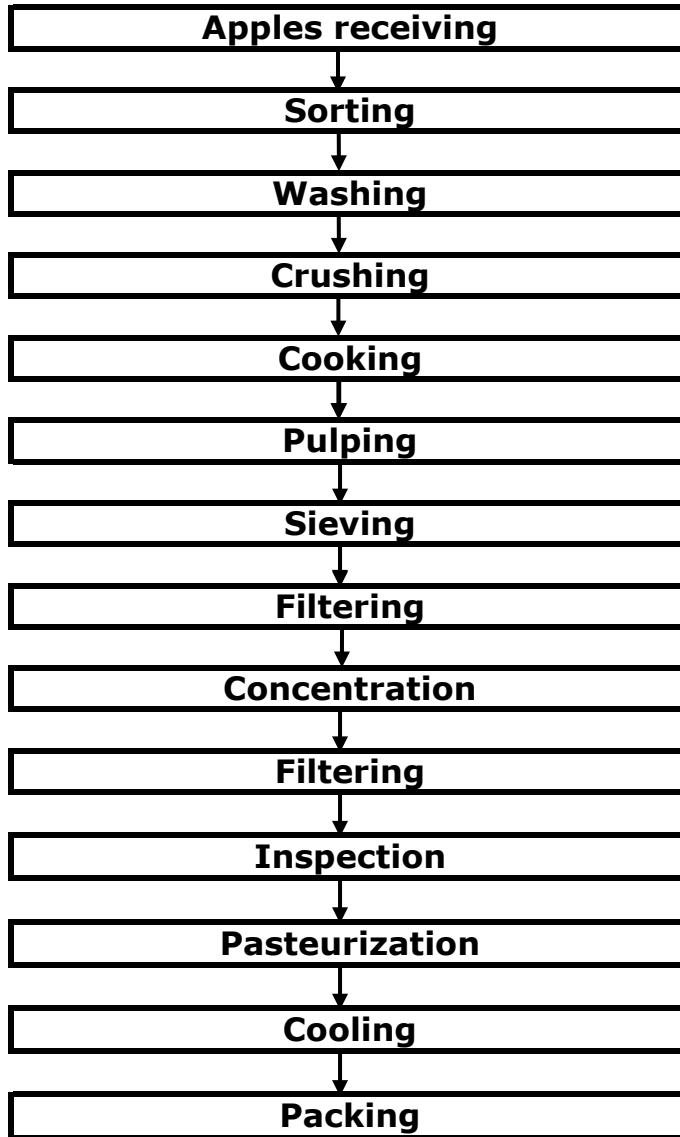 Apples receiving
Sorting
Washing
Crushing
Cooking
Pulping
Sieving
Filtering
Concentration
Filtering
Inspection
Pasteurization
Cooling
Packing